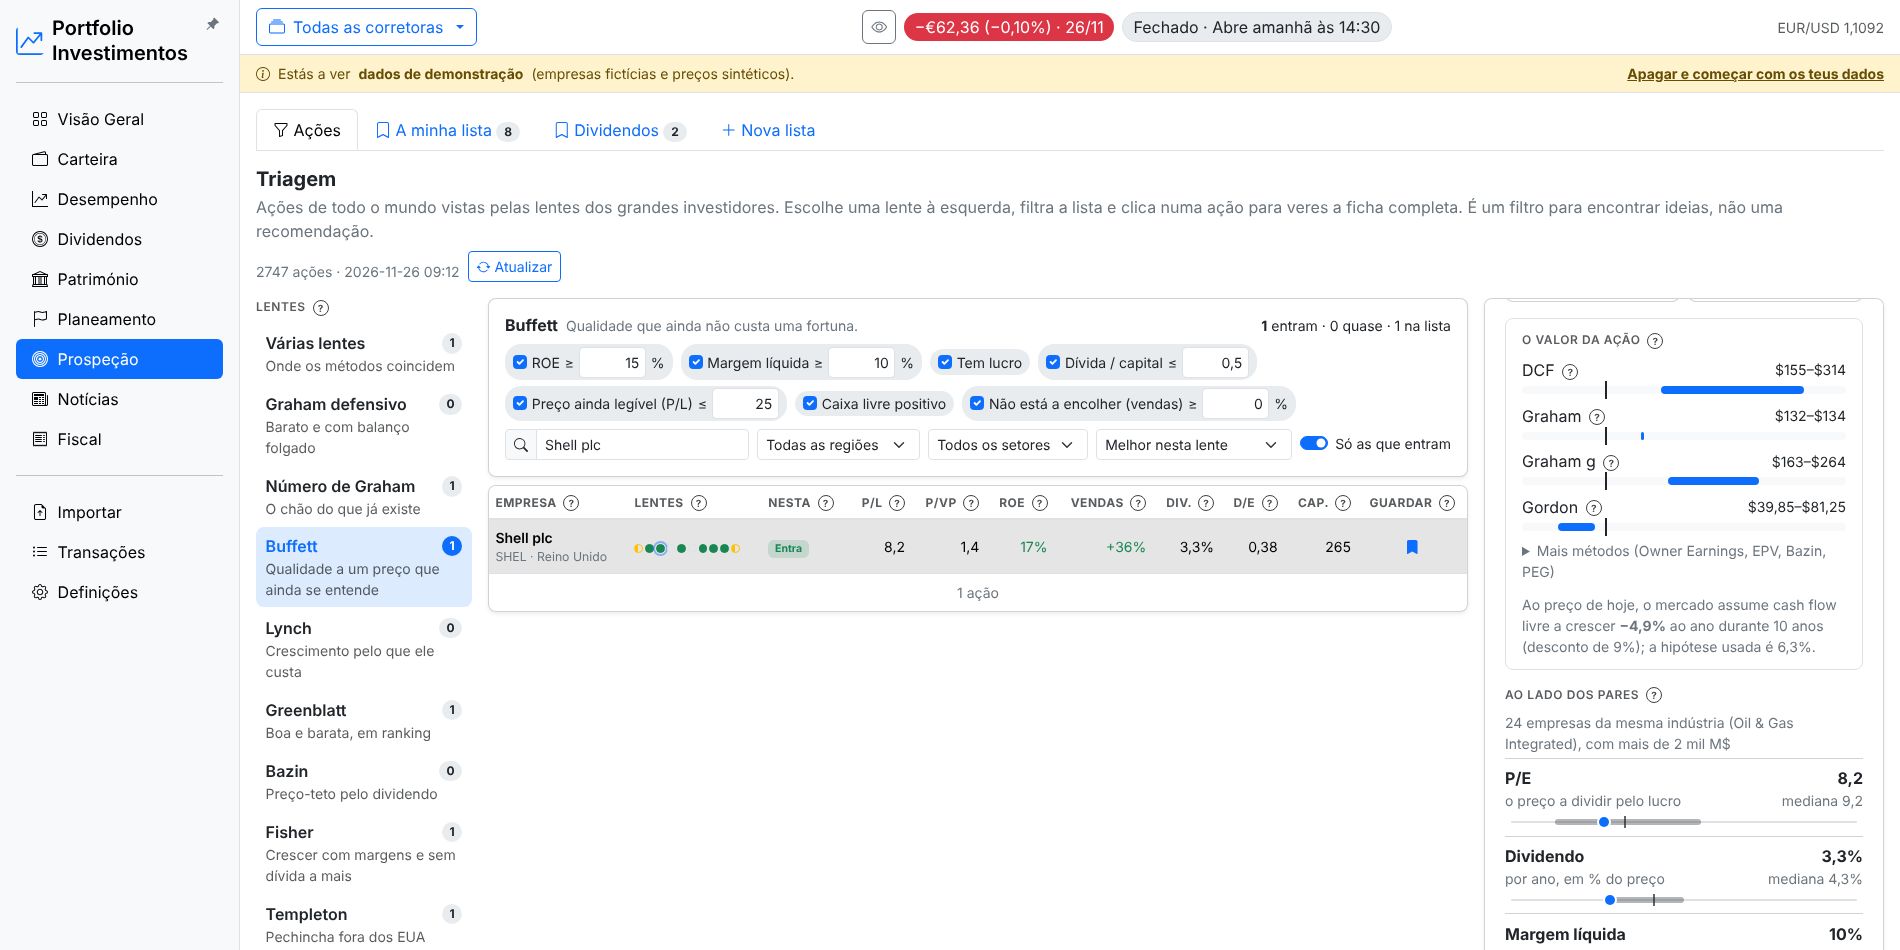 Portfolio
Investimentos
Visão Geral
Carteira
Desempenho
Dividendos
Património
Planeamento
Prospeção
Notícias
Fiscal
Importar
Transações
Definições
Todas as corretoras
−€62,36 (−0,10%) · 26/11
Fechado · Abre amanhã às 14:30
EUR/USD 1,1092
Estás a ver dados de demonstração (empresas fictícias e preços sintéticos).
Apagar e começar com os teus dados
Ações
A minha lista 8
Dividendos 2
Nova lista
Triagem
Ações de todo o mundo vistas pelas lentes dos grandes investidores. Escolhe uma lente à esquerda, filtra a lista e clica numa ação para veres a ficha completa. É um filtro para encontrar ideias, não uma
recomendação.
2747 ações · 2026-11-26 09:12
Atualizar
LENTES ?
Várias lentes 1
Onde os métodos coincidem
Graham defensivo 0
Barato e com balanço
folgado
Número de Graham 1
O chão do que já existe
Buffett 1
Qualidade a um preço que
ainda se entende
Lynch 0
Crescimento pelo que ele
custa
Greenblatt 1
Boa e barata, em ranking
Bazin 0
Preço-teto pelo dividendo
Fisher 1
Crescer com margens e sem
dívida a mais
Templeton 1
Pechincha fora dos EUA
Buffett Qualidade que ainda não custa uma fortuna.
1 entram · 0 quase · 1 na lista
ROE ≥ 15 %
Margem líquida ≥ 10 %
Tem lucro
Dívida / capital ≤ 0,5
Preço ainda legível (P/L) ≤ 25
Caixa livre positivo
Não está a encolher (vendas) ≥ 0 %
Shell plc
Todas as regiões
Todos os setores
Melhor nesta lente
Só as que entram
EMPRESA ? LENTES ? NESTA ? P/L ? P/VP ? ROE ? VENDAS ? DIV. ? D/E ? CAP. ? GUARDAR ?
Shell plc
SHEL · Reino Unido
Entra 8,2 1,4 17% +36% 3,3% 0,38 265
1 ação
O VALOR DA AÇÃO ?
DCF ? $155–$314
Graham ? $132–$134
Graham g ? $163–$264
Gordon ? $39,85–$81,25
Mais métodos (Owner Earnings, EPV, Bazin,
PEG)
Ao preço de hoje, o mercado assume cash flow
livre a crescer −4,9% ao ano durante 10 anos
(desconto de 9%); a hipótese usada é 6,3%.
AO LADO DOS PARES ?
24 empresas da mesma indústria (Oil & Gas
Integrated), com mais de 2 mil M$
P/E 8,2
o preço a dividir pelo lucro mediana 9,2
Dividendo 3,3%
por ano, em % do preço mediana 4,3%
Margem líquida 10%